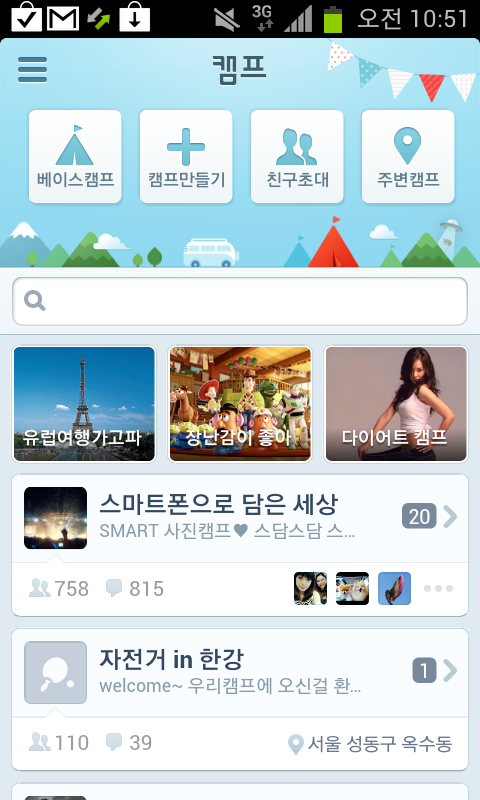 3G
오전 10:51
캠프
베이스캠프 캠프만들기 친구초대 주변캠프
유럽여행가고파 장난감이 좋아 다이어트 캠프
스마트폰으로 담은 세상
20
SMART 사진캠프♥ 스담스담 스...
758 815
자전거 in 한강
1
welcome~ 우리캠프에 오신걸 환...
110 39 서울 성동구 옥수동